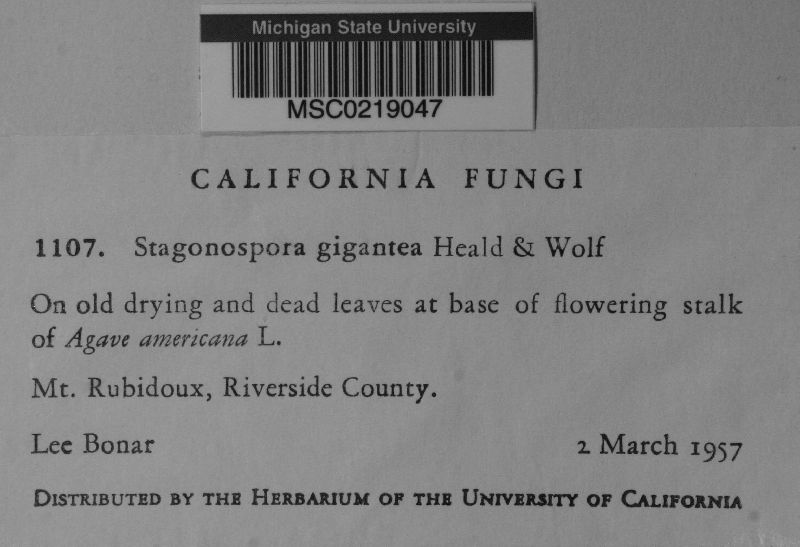 Michigan State University
MSC0219047
CALIFORNIA FUNGI
1107. Stagonospora gigantea Heald & Wolf
On old drying and dead leaves at base of flowering stalk
of Agave americana L.
Mt. Rubidoux, Riverside County.
Lee Bonar 2 March 1957
DISTRIBUTED BY THE HERBARIUM OF THE UNIVERSITY OF CALIFORNIA